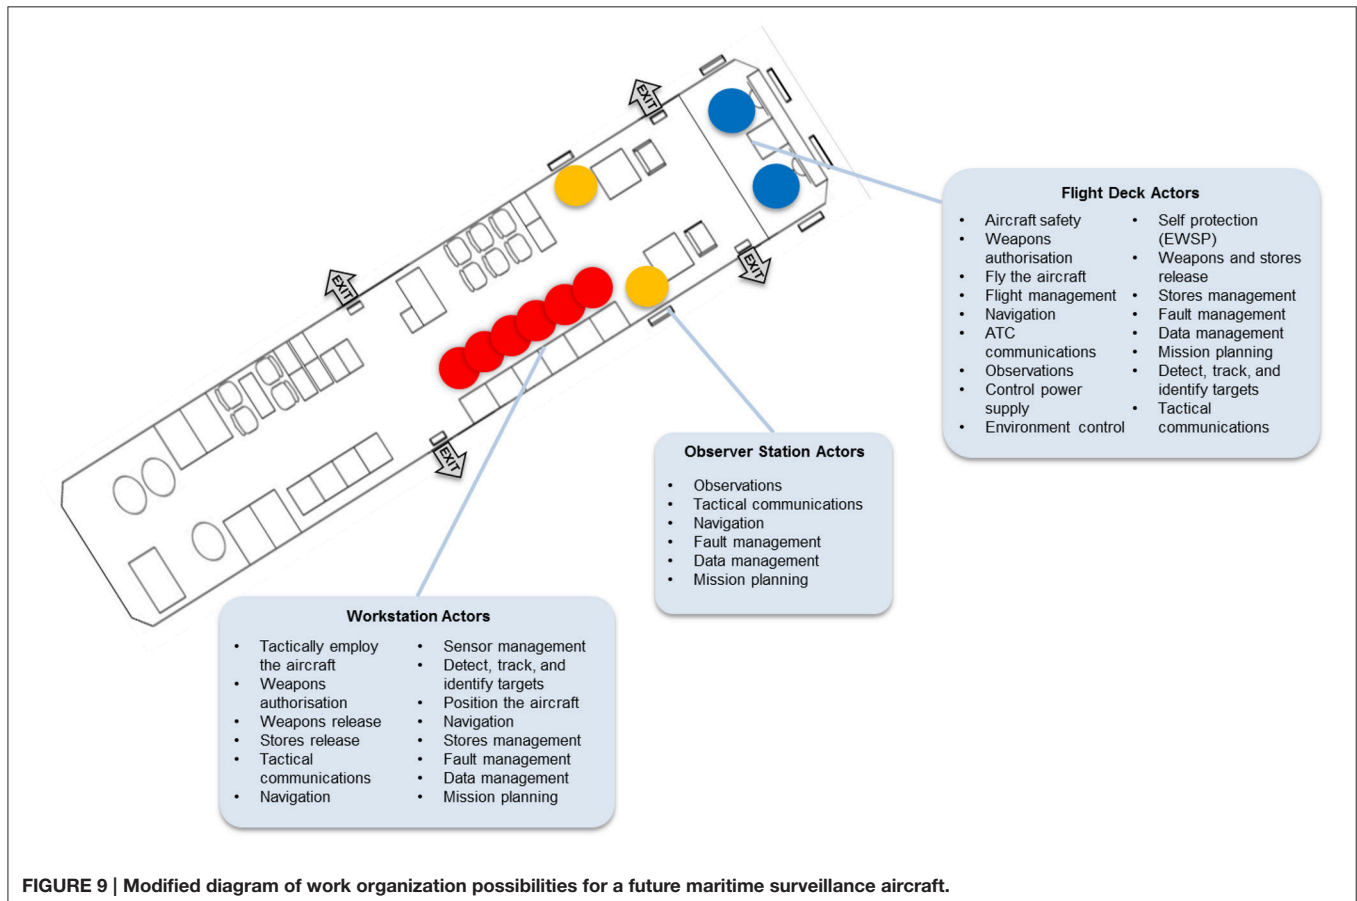 EXIT
EXIT
EXIT
EXIT
Flight Deck Actors
• Aircraft safety
• Weapons
authorisation
• Fly the aircraft
• Flight management
• Navigation
• ATC
communications
• Observations
• Control power
supply
• Environment control
• Self protection
(EWSP)
• Weapons and stores
release
• Stores management
• Fault management
• Data management
• Mission planning
• Detect, track, and
identify targets
• Tactical
communications
Observer Station Actors
• Observations
• Tactical communications
• Navigation
• Fault management
• Data management
• Mission planning
Workstation Actors
• Tactically employ
the aircraft
• Weapons
authorisation
• Weapons release
• Stores release
• Tactical
communications
• Navigation
• Sensor management
• Detect, track, and
identify targets
• Position the aircraft
• Navigation
• Stores management
• Fault management
• Data management
• Mission planning
FIGURE 9 | Modified diagram of work organization possibilities for a future maritime surveillance aircraft.